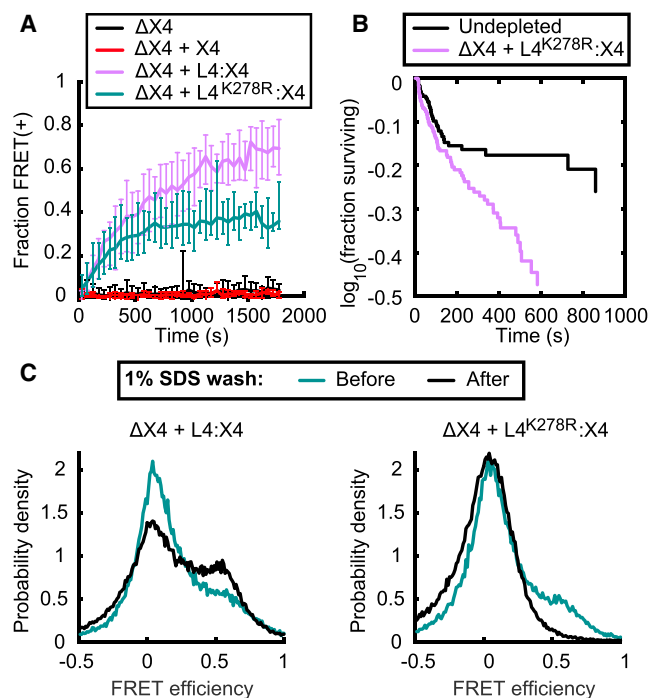 A
ΔX4
ΔX4 + X4
ΔX4 + L4:X4
ΔX4 + L4K278R:X4
Fraction FRET(+)
1
0.8
0.6
0.4
0.2
0
0 500 1000 1500 2000
Time (s)
B
Undepleted
ΔX4 + L4K278R:X4
log10(fraction surviving)
0
-0.1
-0.2
-0.3
-0.4
-0.5
0 200 400 600 800 1000
Time (s)
C
1% SDS wash: Before After
ΔX4 + L4:X4
Probability density
2
1.5
1
0.5
0
-0.5 0 0.5 1
FRET efficiency
ΔX4 + L4K278R:X4
Probability density
2
1.5
1
0.5
0
-0.5 0 0.5 1
FRET efficiency